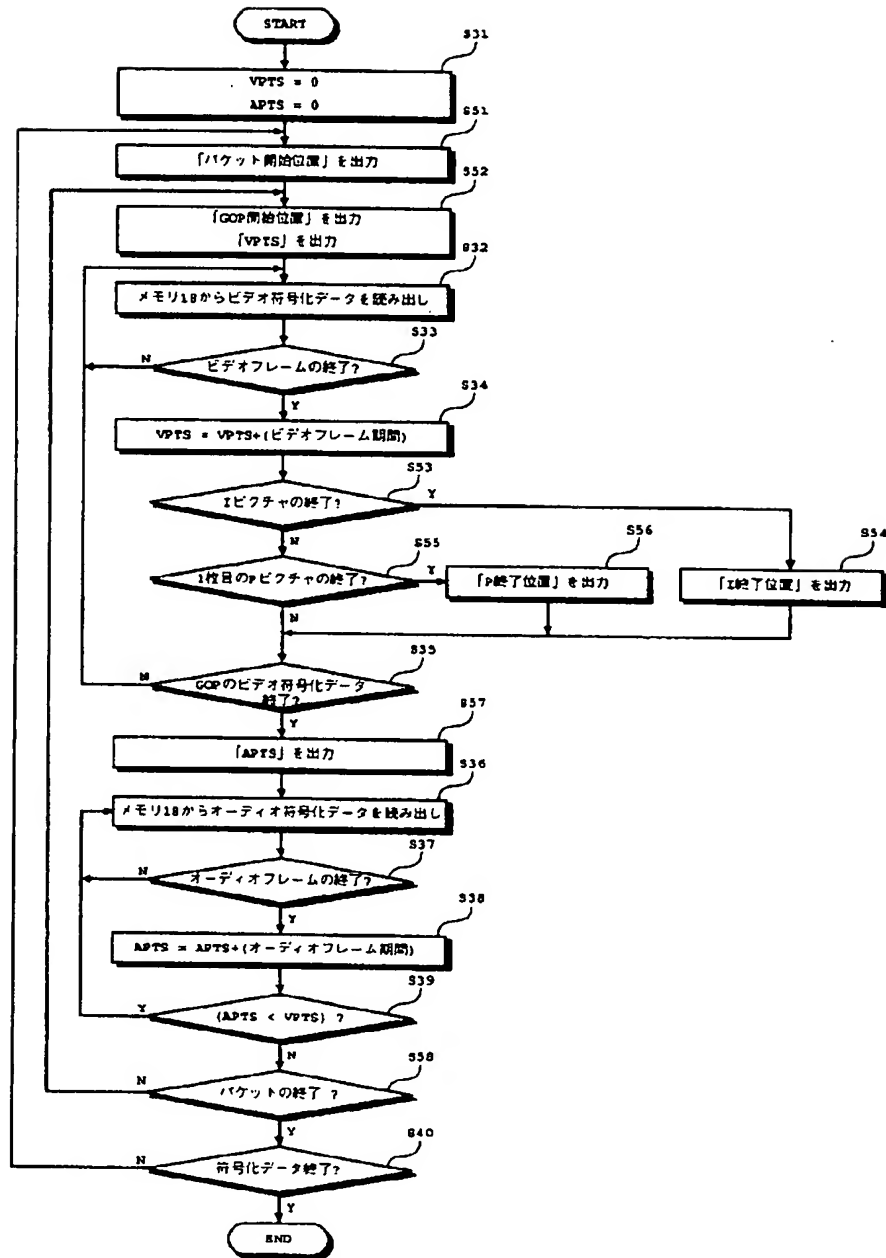 START
S31
VPTS = 0
APTS = 0
S51
「パケット開始位置」を出力
S52
「GOP開始位置」を出力
「VPTS」を出力
S32
メモリ18からビデオ符号化データを読み出し
S33
ビデオフレームの終了?
N
Y
S34
VPTS = VPTS+(ビデオフレーム期間)
S53
Iピクチャの終了?
Y
N
S55
1枚目のPピクチャの終了?
Y
N
S56
「P終了位置」を出力
S54
「I終了位置」を出力
S35
GOPのビデオ符号化データ
終了?
N
Y
S57
「APTS」を出力
S36
メモリ18からオーディオ符号化データを読み出し
S37
オーディオフレームの終了?
N
Y
S38
APTS = APTS+(オーディオフレーム期間)
S39
(APTS < VPTS) ?
Y
N
S58
パケットの終了 ?
N
Y
S40
符号化データ終了?
N
Y
END